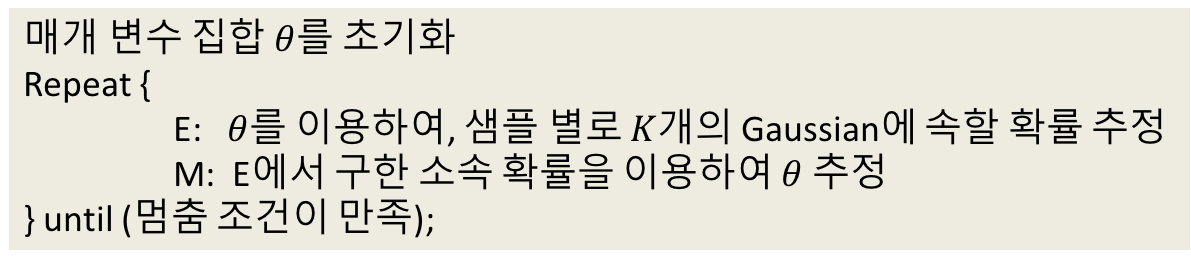 매개 변수 집합 𝜃를 초기화
Repeat {
E: 𝜃를 이용하여, 샘플 별로 𝐾개의 Gaussian에 속할 확률 추정
M: E에서 구한 소속 확률을 이용하여 𝜃 추정
} until (멈춤 조건이 만족);